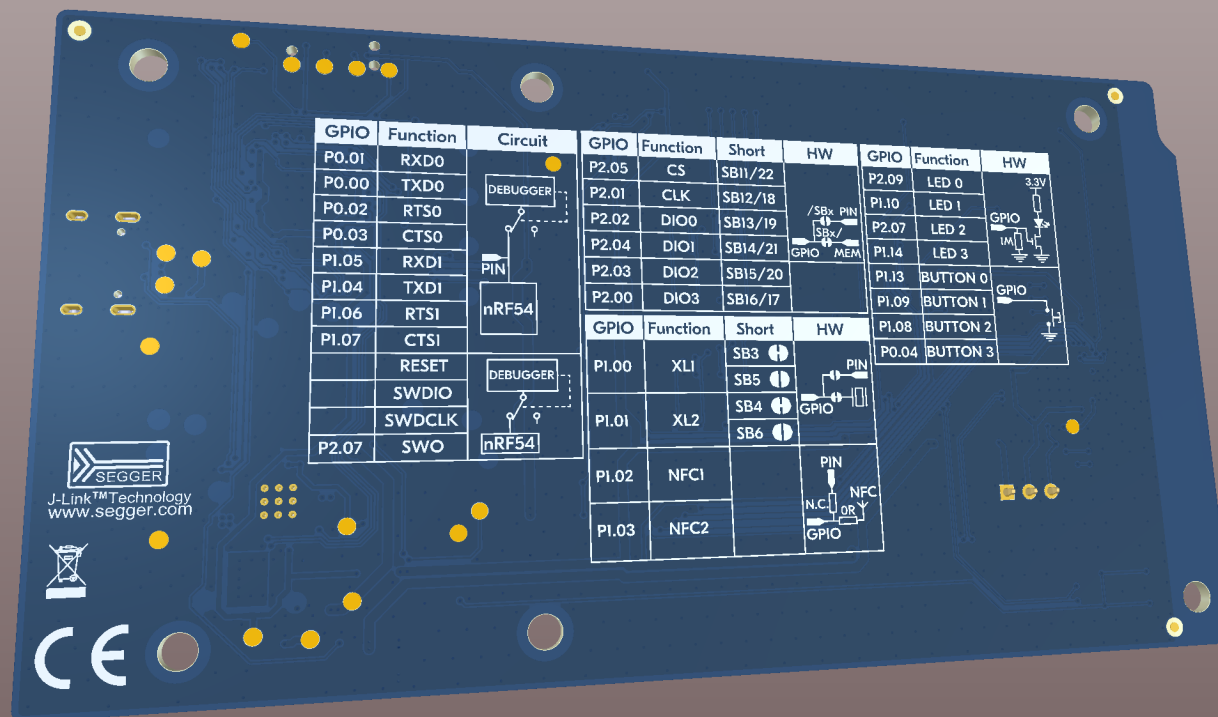 GPIO Function Circuit
P0.01 RXD0
P0.00 TXD0
P0.02 RTS0
P0.03 CTS0
P1.05 RXD1
P1.04 TXD1
P1.06 RTS1
P1.07 CTS1
RESET
SWDIO
SWDCLK
P2.07 SWO
DEBUGGER
PIN
nRF54
DEBUGGER
nRF54
GPIO Function Short HW
P2.05 CS SB11/22
P2.01 CLK SB12/18
P2.02 DIO0 SB13/19
P2.04 DIO1 SB14/21
P2.03 DIO2 SB15/20
P2.00 DIO3 SB16/17
/SBx PIN
SBx/
GPIO MEM
GPIO Function Short HW
P1.00 XL1 SB3
SB5
P1.01 XL2 SB4
SB6
PIN
GPIO
P1.02 NFC1
P1.03 NFC2
PIN
NFC
N.C. 0R
GPIO
GPIO Function HW
P2.09 LED 0
P1.10 LED 1
P2.07 LED 2
P1.14 LED 3
P1.13 BUTTON 0
P1.09 BUTTON 1
P1.08 BUTTON 2
P0.04 BUTTON 3
3.3V
GPIO
1M
GPIO
SEGGER
J-Link™Technology
www.segger.com
CE